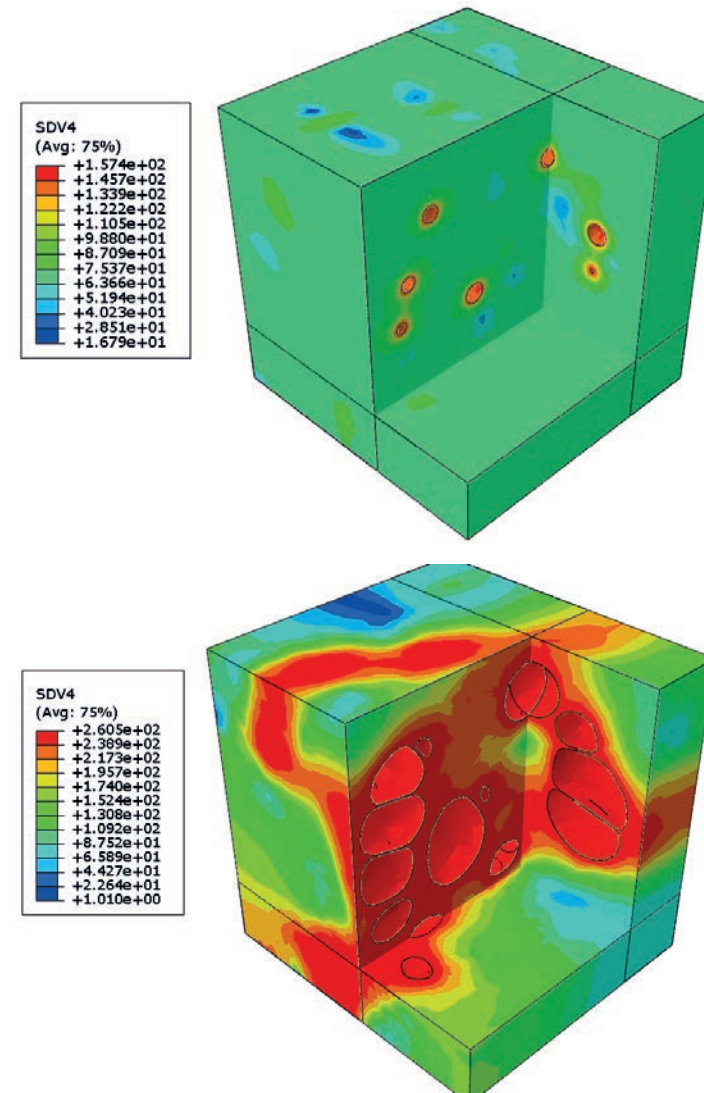 SDV4
(Avg: 75%)
+1.574e+02
+1.457e+02
+1.339e+02
+1.222e+02
+1.105e+02
+9.880e+01
+8.709e+01
+7.537e+01
+6.366e+01
+5.194e+01
+4.023e+01
+2.851e+01
+1.679e+01
SDV4
(Avg: 75%)
+2.605e+02
+2.389e+02
+2.173e+02
+1.957e+02
+1.740e+02
+1.524e+02
+1.308e+02
+1.092e+02
+8.752e+01
+6.589e+01
+4.427e+01
+2.264e+01
+1.010e+00